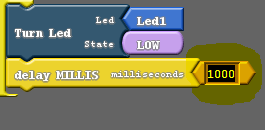 Led Led1
Turn Led
State LOW
delay MILLIS milliseconds 1000